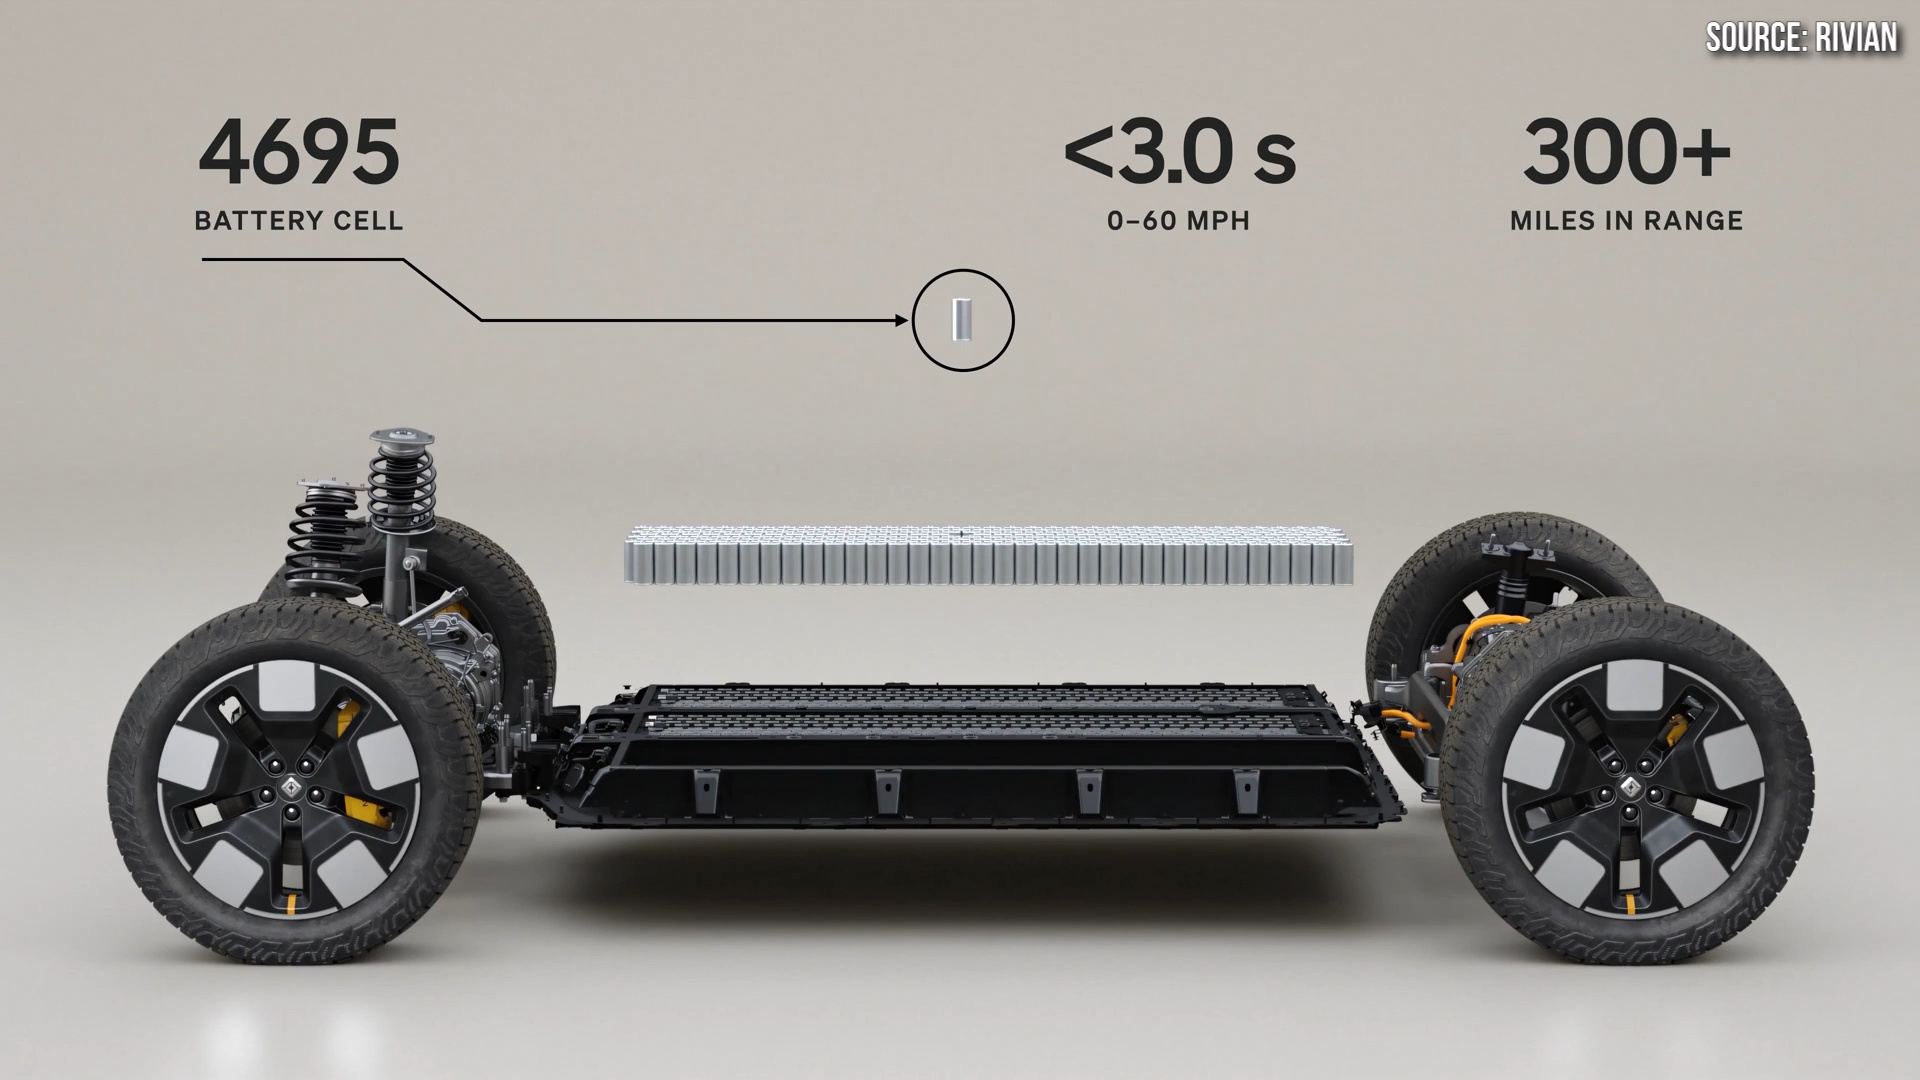 SOURCE: RIVIAN
4695
BATTERY CELL
<3.0 s
0–60 MPH
300+
MILES IN RANGE